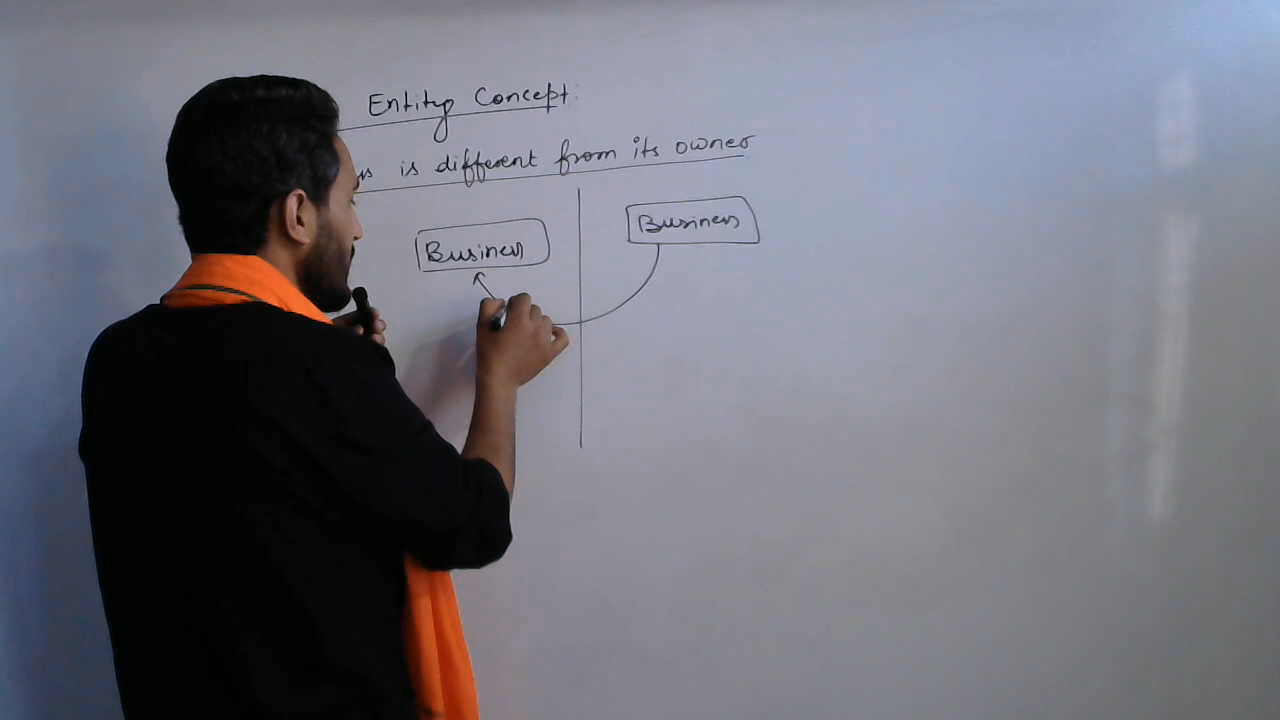 Entity Concept:
is different from its owner
Business
Business